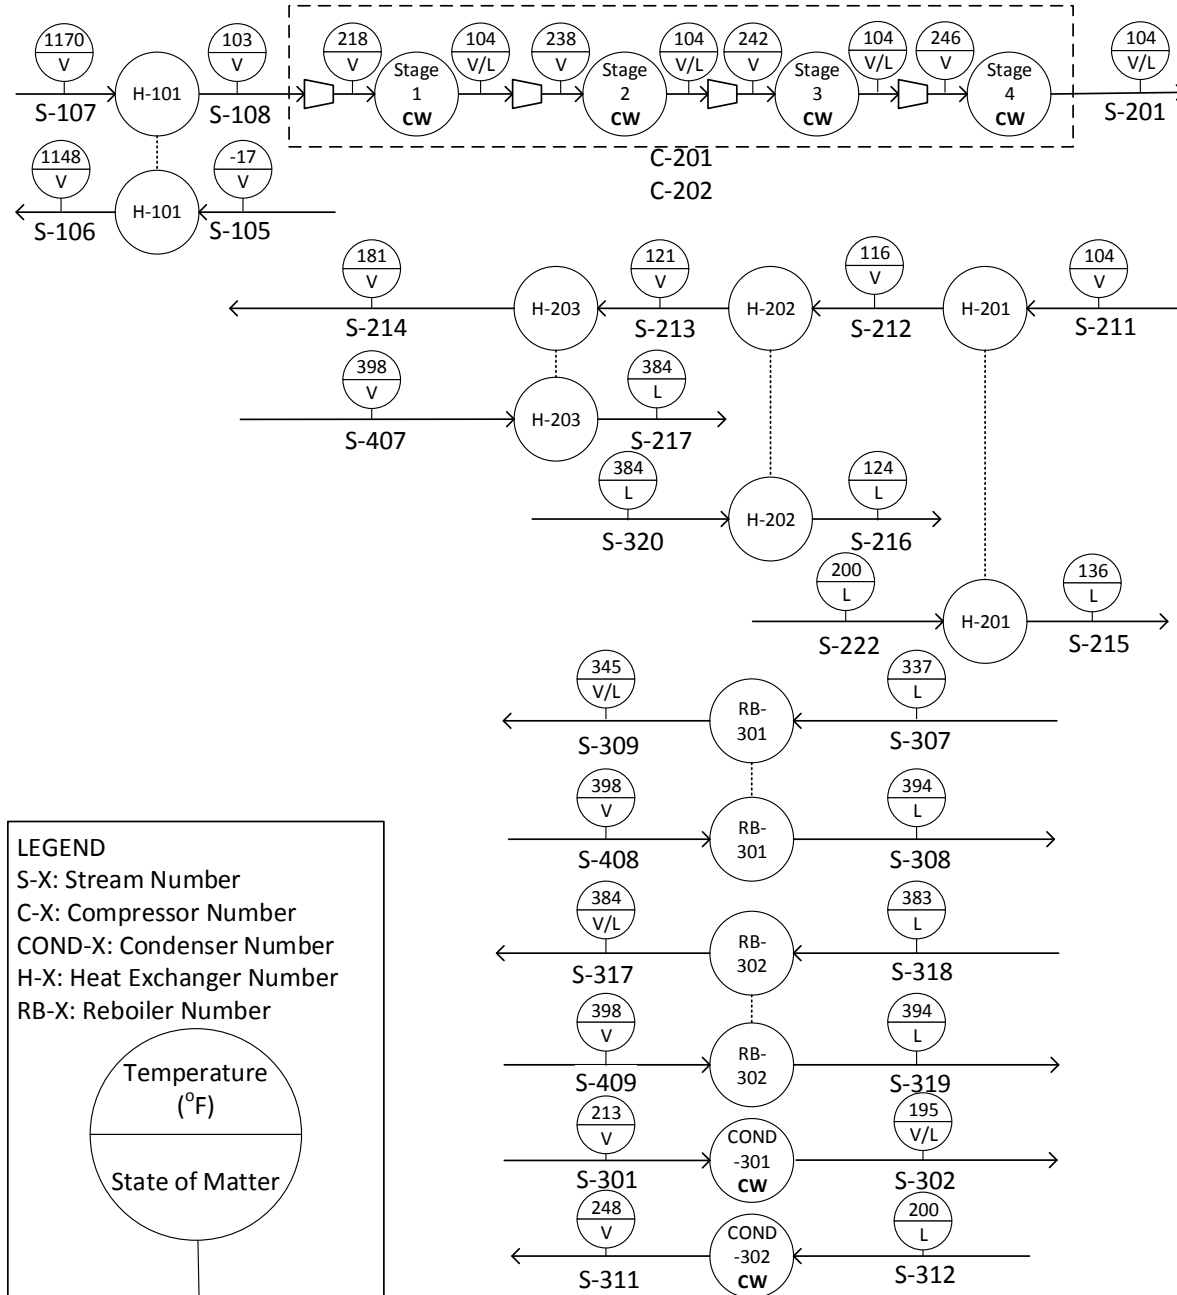 1170
V
103
V
218
V
104
V/L
238
V
104
V/L
242
V
104
V/L
246
V
104
V/L
H-101
Stage
1
CW
Stage
2
CW
Stage
3
CW
Stage
4
CW
S-107
S-108
S-201
C-201
C-202
1148
V
-17
V
H-101
S-106
S-105
181
V
121
V
116
V
104
V
H-203
H-202
H-201
S-214
S-213
S-212
S-211
398
V
384
L
H-203
S-407
S-217
384
L
124
L
H-202
S-320
S-216
200
L
136
L
H-201
S-222
S-215
345
V/L
337
L
RB-
301
S-309
S-307
398
V
394
L
RB-
301
S-408
S-308
384
V/L
383
L
RB-
302
S-317
S-318
398
V
394
L
RB-
302
S-409
S-319
213
V
195
V/L
COND
-301
CW
S-301
S-302
248
V
200
L
COND
-302
CW
S-311
S-312
LEGEND
S-X: Stream Number
C-X: Compressor Number
COND-X: Condenser Number
H-X: Heat Exchanger Number
RB-X: Reboiler Number
Temperature
(°F)
State of Matter